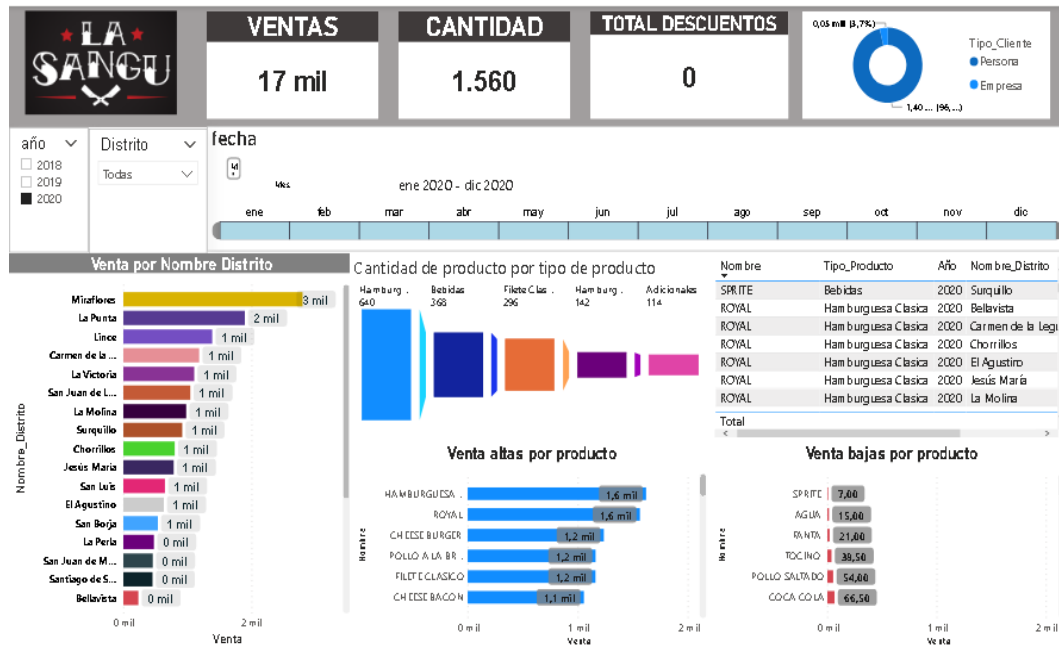 LA
SANGU
VENTAS
17 mil
CANTIDAD
1.560
TOTAL DESCUENTOS
0
0,05 mil (3,7%)
1,40 ... (96, ...)
Tipo_Cliente
Persona
Empresa
año
2018
2019
2020
Distrito
Todas
fecha
Mes
ene 2020 - dic 2020
ene feb mar abr may jun jul ago sep oct nov dic
Venta por Nombre Distrito
Nombre_Distrito
Miraflores 3 mil
La Punta 2 mil
Lince 1 mil
Carmen de la ... 1 mil
La Victoria 1 mil
San Juan de L... 1 mil
La Molina 1 mil
Surquillo 1 mil
Chorrillos 1 mil
Jesús María 1 mil
San Luis 1 mil
El Agustino 1 mil
San Borja 1 mil
La Perla 0 mil
San Juan de M... 0 mil
Santiago de S... 0 mil
Bellavista 0 mil
0 mil 2 mil
Venta
Cantidad de producto por tipo de producto
Hamburg... Bebidas Filete Clas... Hamburg... Adicionales
640 368 296 142 114
Nombre Tipo_Producto Año Nombre_Distrito
SPRITE Bebidas 2020 Surquillo
ROYAL Hamburguesa Clasica 2020 Bellavista
ROYAL Hamburguesa Clasica 2020 Carmen de la Legu
ROYAL Hamburguesa Clasica 2020 Chorrillos
ROYAL Hamburguesa Clasica 2020 El Agustino
ROYAL Hamburguesa Clasica 2020 Jesús María
ROYAL Hamburguesa Clasica 2020 La Molina
Total
Venta altas por producto
Nombre
HAMBURGUESA... 1,6 mil
ROYAL 1,6 mil
CHEESE BURGER 1,2 mil
POLLO A LA BR... 1,2 mil
FILETE CLASICO 1,2 mil
CHEESE BACON 1,1 mil
0 mil 1 mil 2 mil
Venta
Venta bajas por producto
Nombre
SPRITE 7,00
AGUA 15,00
FANTA 21,00
TOCINO 39,50
POLLO SALTADO 54,00
COCA COLA 66,50
0 mil 1 mil 2 mil
Venta